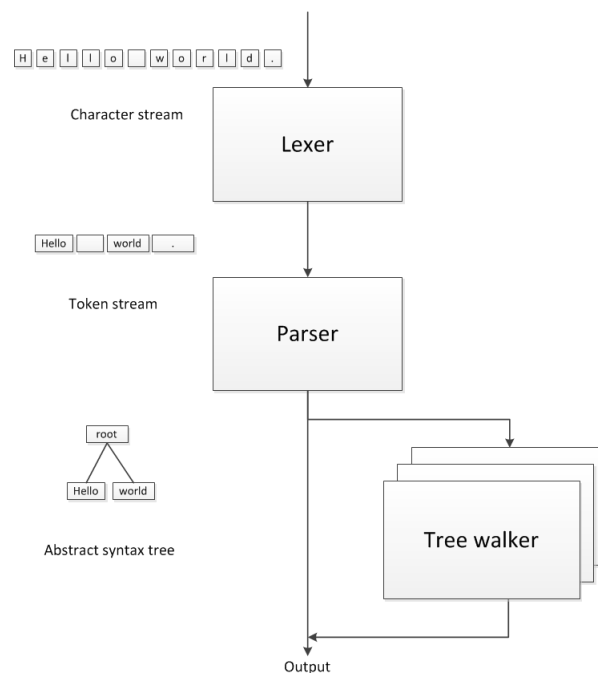 H e l l o w o r l d .
Character stream
Lexer
Hello world .
Token stream
Parser
root
Hello world
Abstract syntax tree
Tree walker
Output